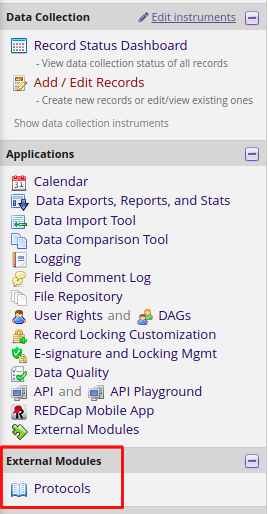 Data Collection Edit instruments
Record Status Dashboard
- View data collection status of all records
Add / Edit Records
- Create new records or edit/view existing ones
Show data collection instruments
Applications
31 Calendar
Data Exports, Reports, and Stats
Data Import Tool
Data Comparison Tool
Logging
Field Comment Log
File Repository
User Rights and DAGs
Record Locking Customization
E-signature and Locking Mgmt
Data Quality
API and API Playground
REDCap Mobile App
External Modules
External Modules
Protocols